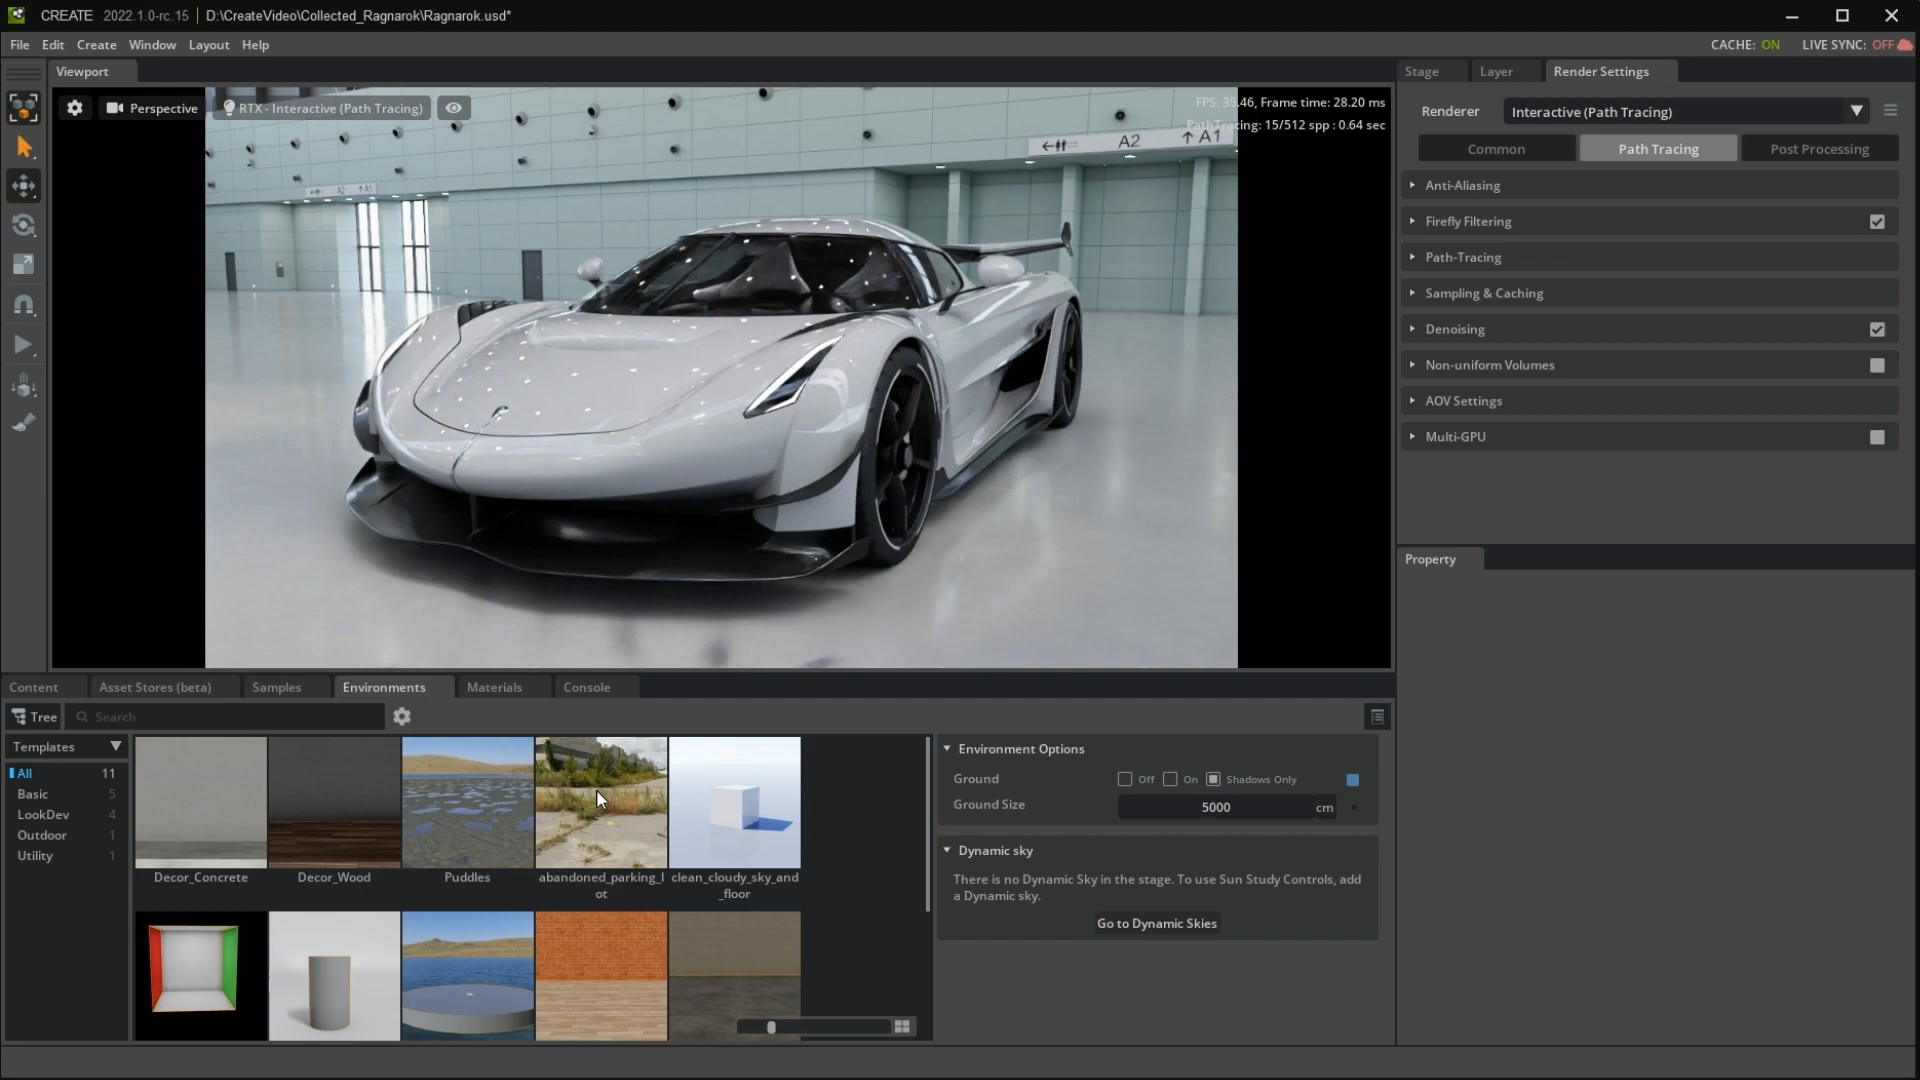 CREATE 2022.1.0-rc.15 | D:\CreateVideo\Collected_Ragnarok\Ragnarok.usd*
File Edit Create Window Layout Help
CACHE: ON LIVE SYNC: OFF
Viewport
Stage Layer Render Settings
Perspective
RTX - Interactive (Path Tracing)
FPS: 35.46, Frame time: 28.20 ms
PathTracing: 15/512 spp : 0.64 sec
A2 A1
A2 A1
Renderer Interactive (Path Tracing)
Common Path Tracing Post Processing
Anti-Aliasing
Firefly Filtering
Path-Tracing
Sampling & Caching
Denoising
Non-uniform Volumes
AOV Settings
Multi-GPU
Property
Content Asset Stores (beta) Samples Environments Materials Console
Tree Search
Templates
All 11
Basic 5
LookDev 4
Outdoor 1
Utility 1
Decor_Concrete
Decor_Wood
Puddles
abandoned_parking_l
ot
clean_cloudy_sky_and
_floor
Environment Options
Ground Off On Shadows Only
Ground Size 5000 cm
Dynamic sky
There is no Dynamic Sky in the stage. To use Sun Study Controls, add
a Dynamic sky.
Go to Dynamic Skies